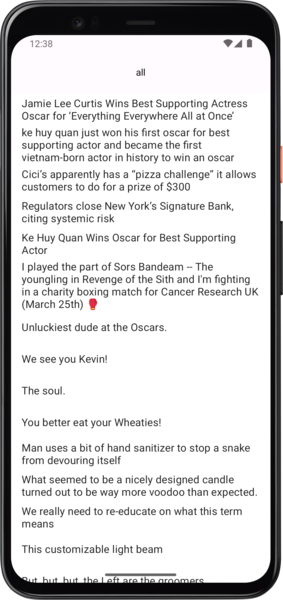 12:38
all
Jamie Lee Curtis Wins Best Supporting Actress
Oscar for 'Everything Everywhere All at Once'
ke huy quan just won his first oscar for best
supporting actor and became the first
vietnam-born actor in history to win an oscar
Cici's apparently has a "pizza challenge" it allows
customers to do for a prize of $300
Regulators close New York's Signature Bank,
citing systemic risk
Ke Huy Quan Wins Oscar for Best Supporting
Actor
I played the part of Sors Bandeam -- The
youngling in Revenge of the Sith and I'm fighting
in a charity boxing match for Cancer Research UK
(March 25th) 🥊
Unluckiest dude at the Oscars.
We see you Kevin!
The soul.
You better eat your Wheaties!
Man uses a bit of hand sanitizer to stop a snake
from devouring itself
What seemed to be a nicely designed candle
turned out to be way more voodoo than expected.
We really need to re-educate on what this term
means
This customizable light beam
But, but, but, the Left are the groomers